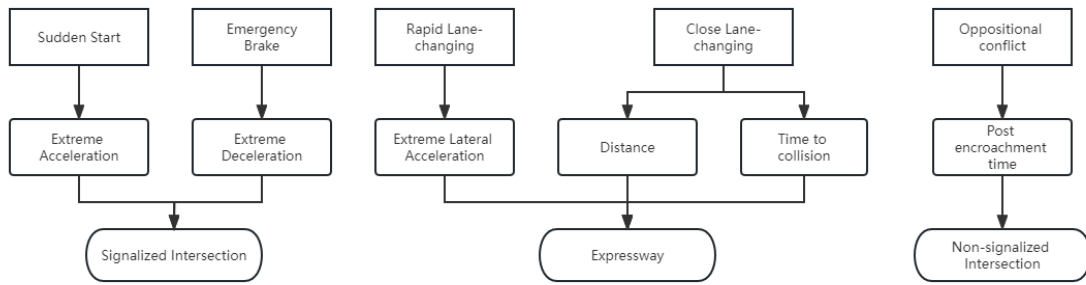 Sudden Start
Emergency
Brake
Rapid Lane-
changing
Close Lane-
changing
Oppositional
conflict
Extreme
Acceleration
Extreme
Deceleration
Extreme Lateral
Acceleration
Distance
Time to
collision
Post
encroachment
time
Signalized Intersection
Expressway
Non-signalized
Intersection